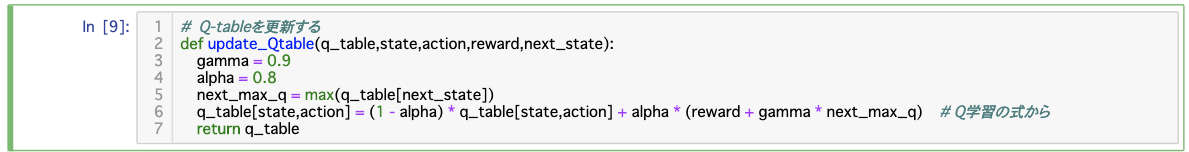 In [9]:
1 # Q-tableを更新する
2 def update_Qtable(q_table,state,action,reward,next_state):
3 gamma = 0.9
4 alpha = 0.8
5 next_max_q = max(q_table[next_state])
6 q_table[state,action] = (1 - alpha) * q_table[state,action] + alpha * (reward + gamma * next_max_q) # Q学習の式から
7 return q_table